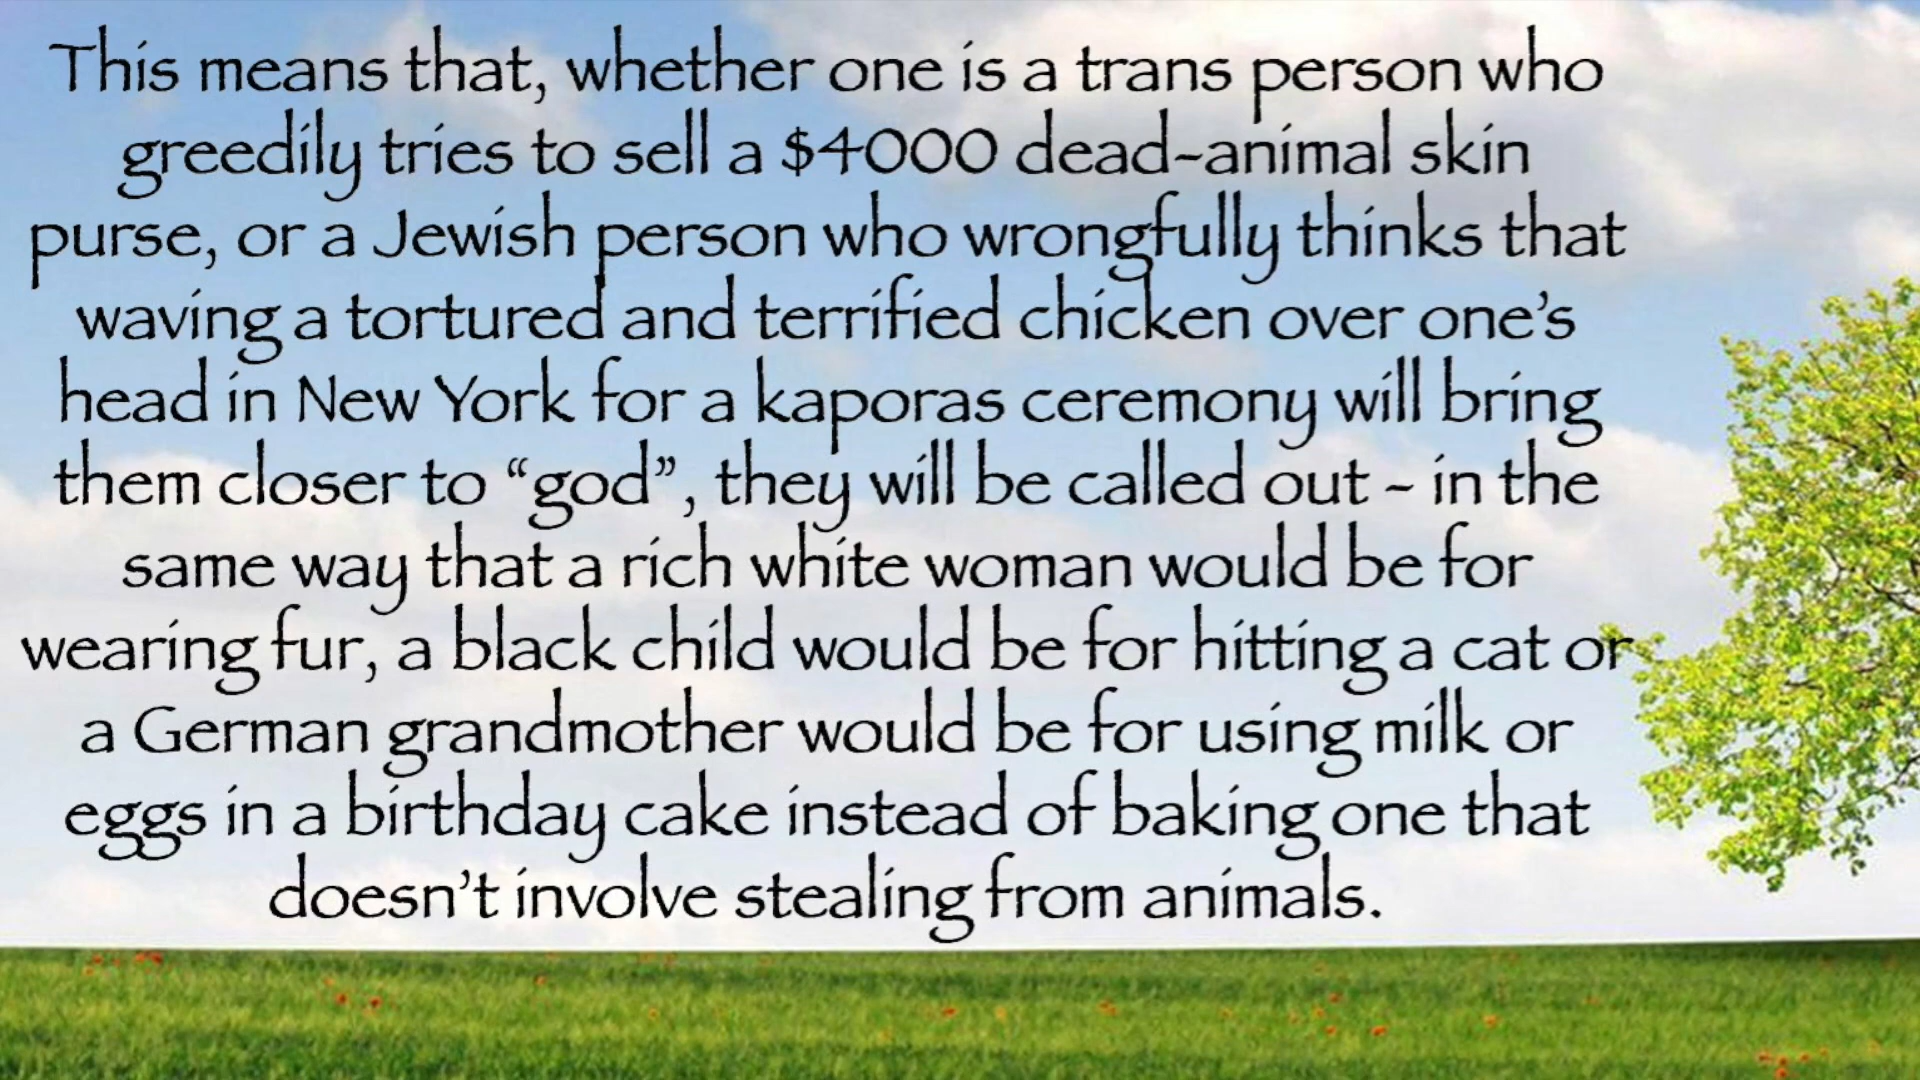 This means that, whether one is a trans person who
greedily tries to sell a $4000 dead-animal skin
purse, or a Jewish person who wrongfully thinks that
waving a tortured and terrified chicken over one’s
head in New York for a kaporas ceremony will bring
them closer to “god”, they will be called out - in the
same way that a rich white woman would be for
wearing fur, a black child would be for hitting a cat or
a German grandmother would be for using milk or
eggs in a birthday cake instead of baking one that
doesn’t involve stealing from animals.